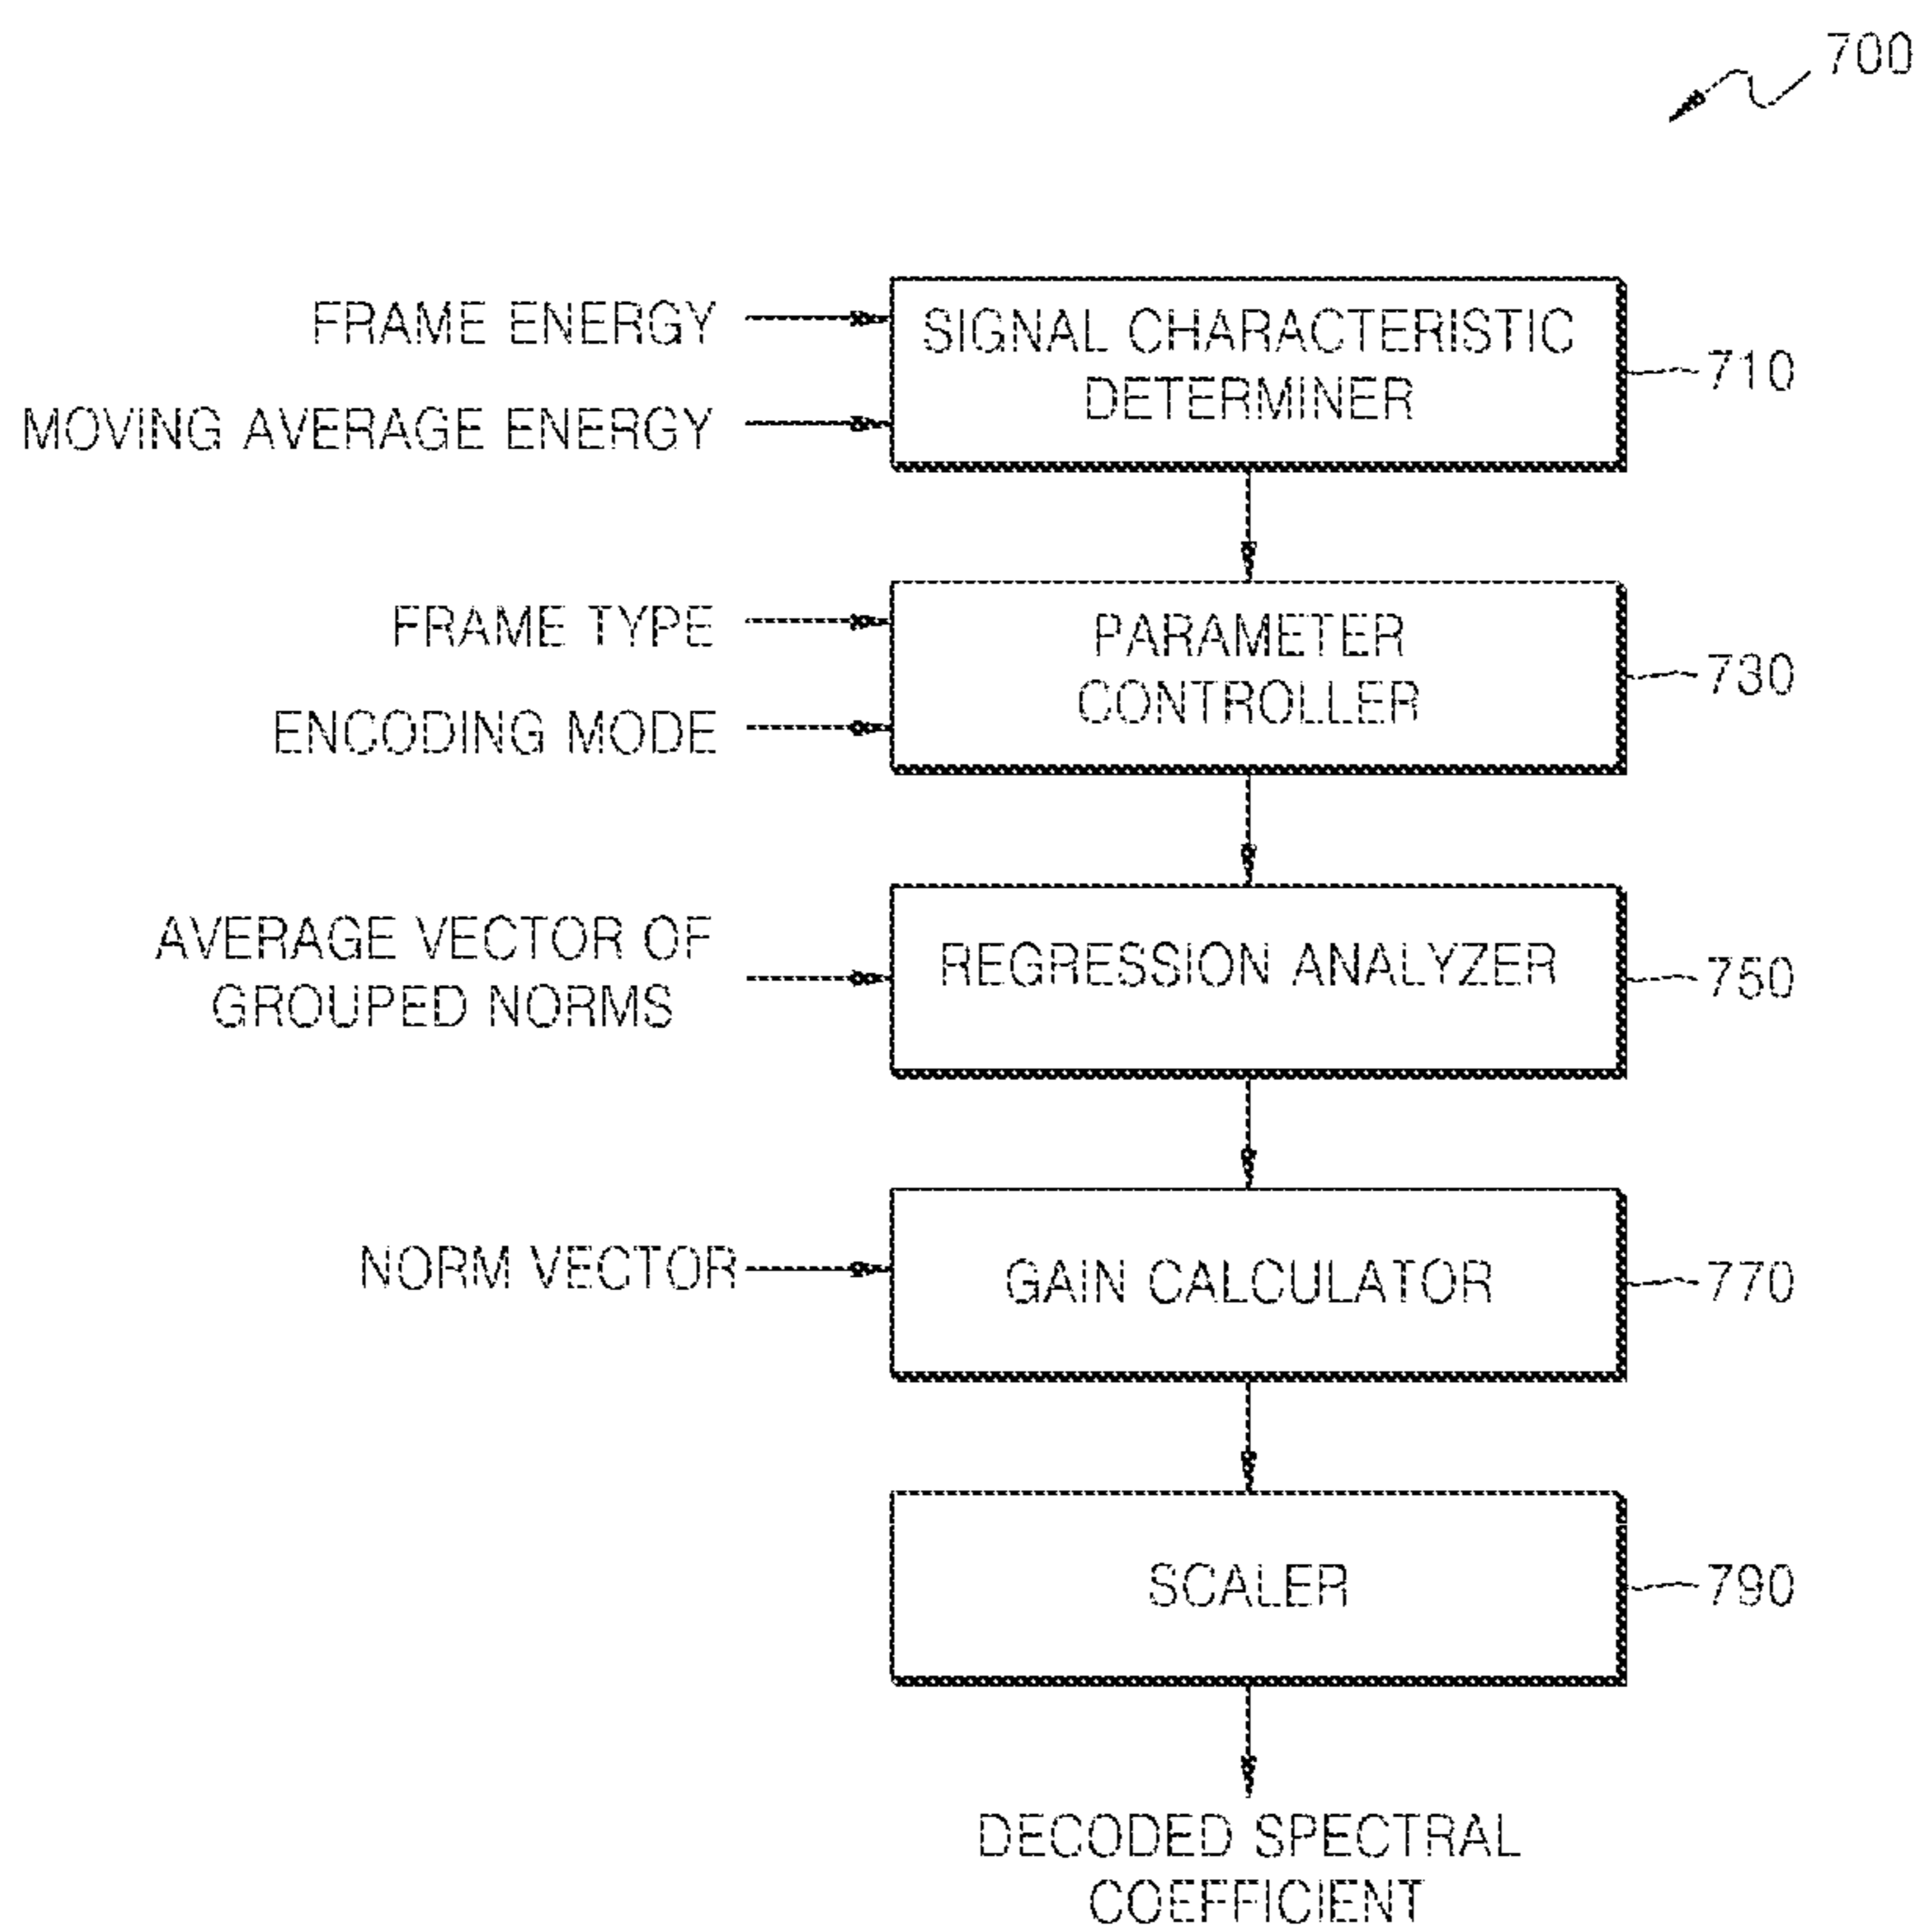 700
FRAME ENERGY
MOVING AVERAGE ENERGY
SIGNAL CHARACTERISTIC
DETERMINER
710
FRAME TYPE
ENCODING MODE
PARAMETER
CONTROLLER
730
AVERAGE VECTOR OF
GROUPED NORMS
REGRESSION ANALYZER
750
NORM VECTOR
GAIN CALCULATOR
770
SCALER
790
DECODED SPECTRAL
COEFFICIENT